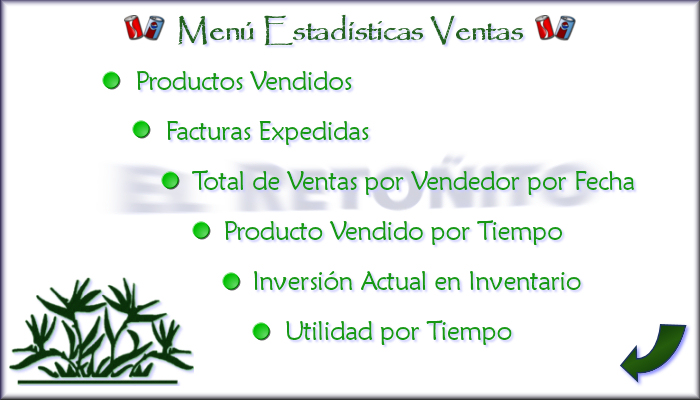 Menú Estadísticas Ventas
Productos Vendidos
Facturas Expedidas
EL RETOÑITO
Total de Ventas por Vendedor por Fecha
Producto Vendido por Tiempo
Inversión Actual en Inventario
Utilidad por Tiempo